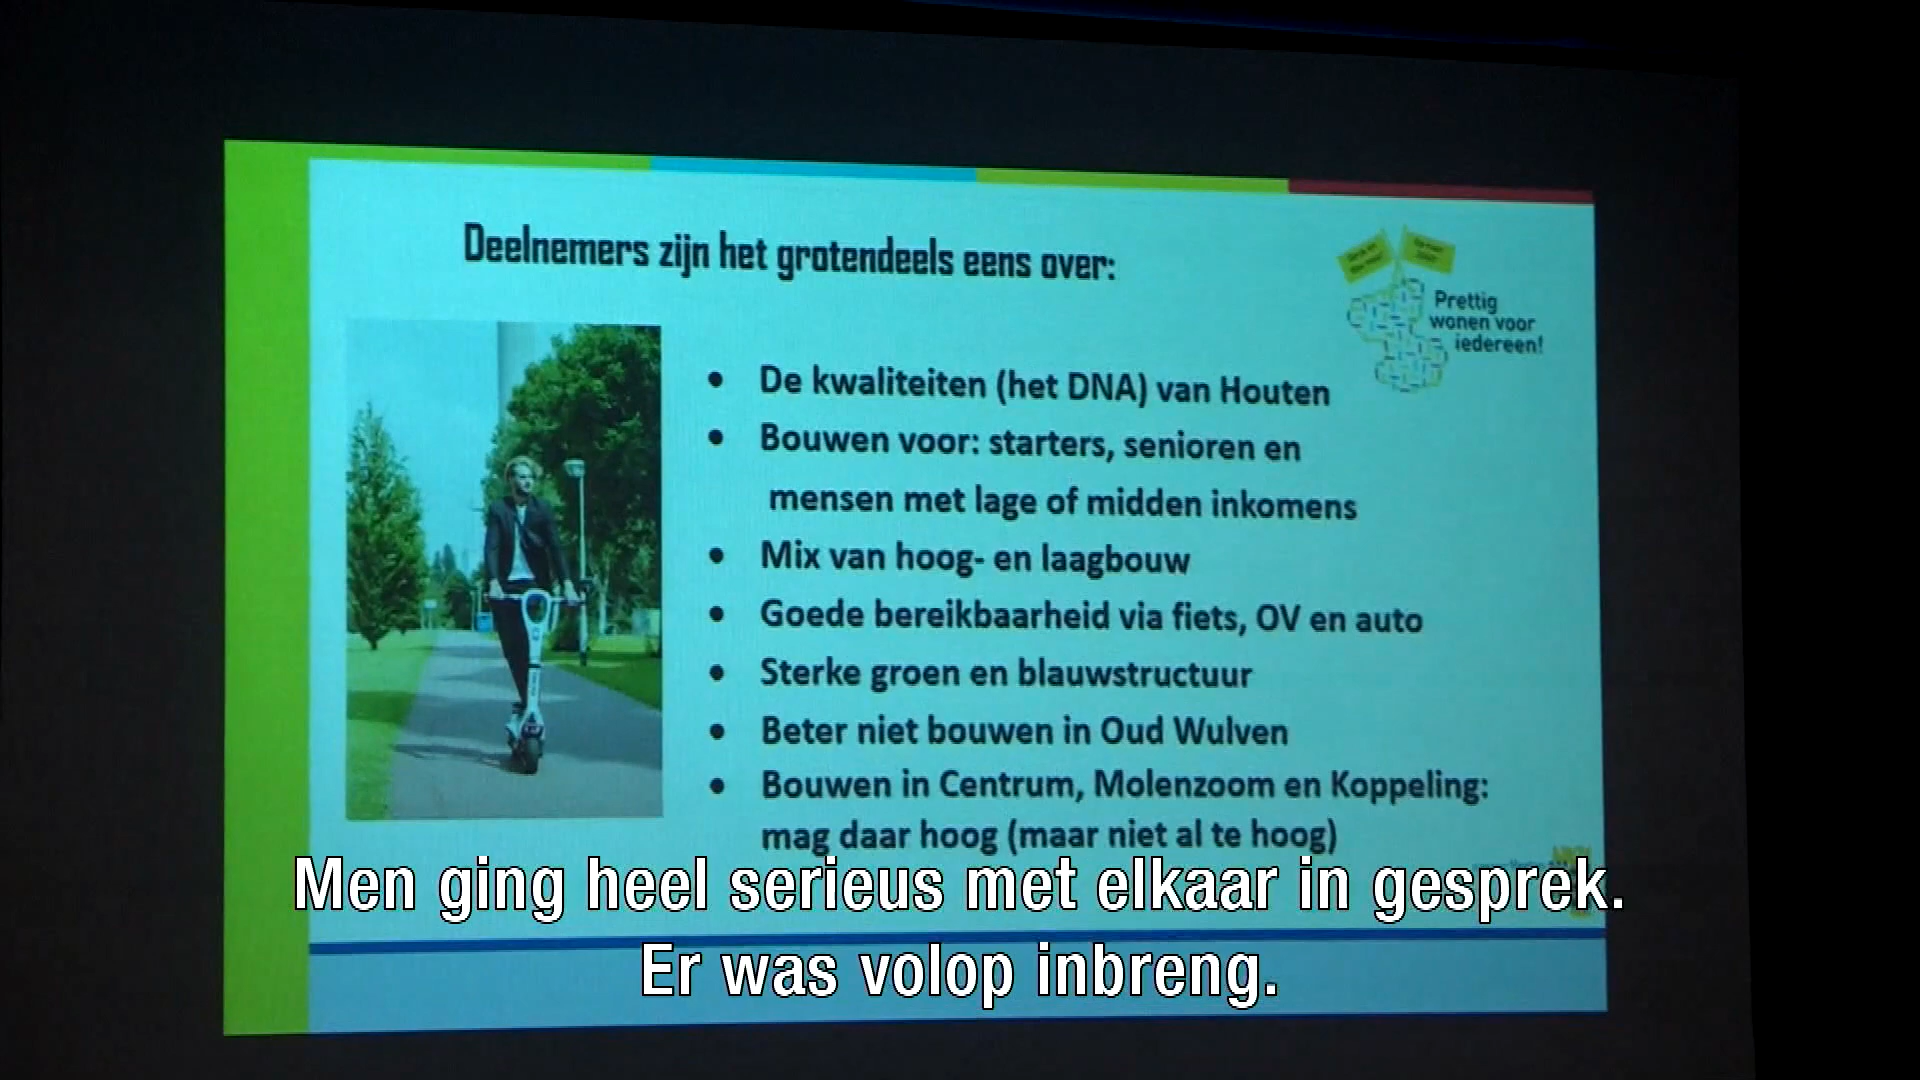 Deelnemers zijn het grotendeels eens over:
Prettig
wonen voor
iedereen!
• De kwaliteiten (het DNA) van Houten
• Bouwen voor: starters, senioren en
mensen met lage of midden inkomens
• Mix van hoog- en laagbouw
• Goede bereikbaarheid via fiets, OV en auto
• Sterke groen en blauwstructuur
• Beter niet bouwen in Oud Wulven
• Bouwen in Centrum, Molenzoom en Koppeling:
mag daar hoog (maar niet al te hoog)
Men ging heel serieus met elkaar in gesprek.
Er was volop inbreng.